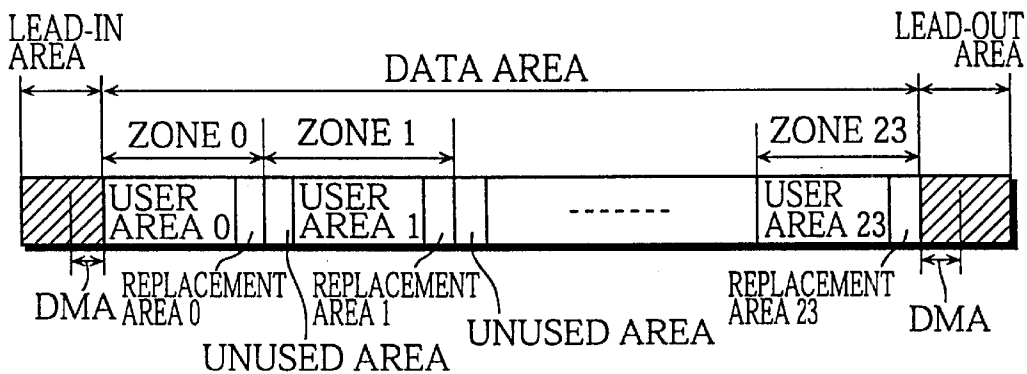 LEAD-IN
AREA
LEAD-OUT
AREA
DATA AREA
ZONE 0
ZONE 1
ZONE 23
USER
AREA 0
USER
AREA 1
--------
USER
AREA 23
DMA
REPLACEMENT
AREA 0
REPLACEMENT
AREA 1
REPLACEMENT
AREA 23
DMA
UNUSED AREA
UNUSED AREA